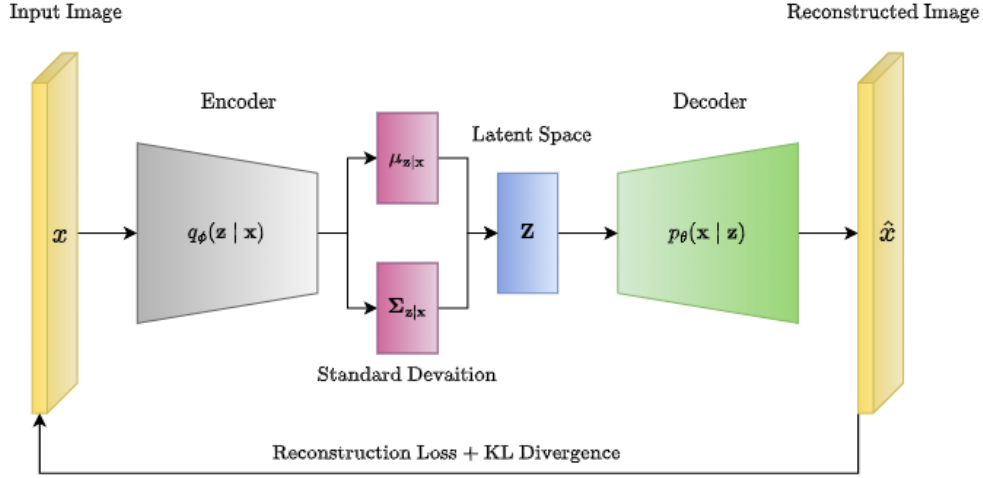 Input Image
Reconstructed Image
Encoder
Decoder
Latent Space
μ_{z|x}
x
q_ϕ(z | x)
Z
p_θ(x | z)
x̂
Σ_{z|x}
Standard Devaition
Reconstruction Loss + KL Divergence